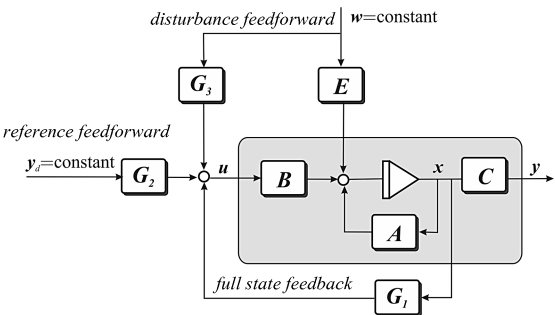 disturbance feedforward
w=constant
G3
E
reference feedforward
yd=constant
G2
u
B
x
C
y
A
full state feedback
G1